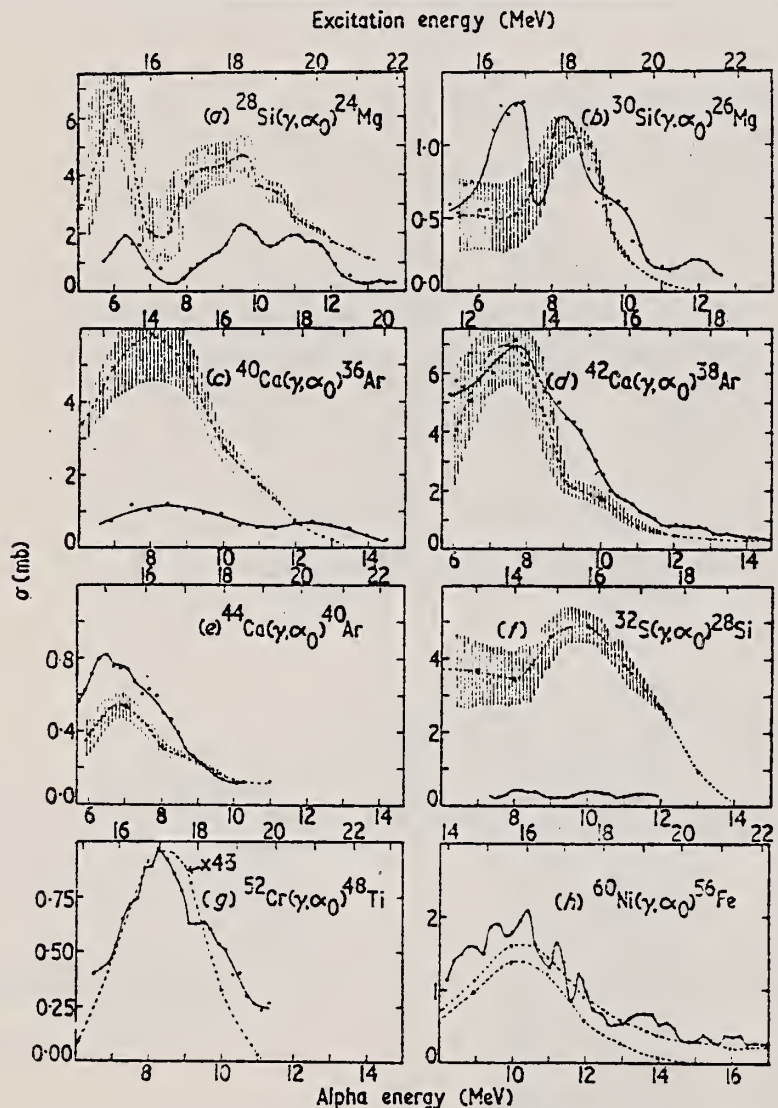 Excitation energy (MeV)
16 18 20 22
16 18 20 22
(a) ²⁸Si(γ,α₀)²⁴Mg
(b) ³⁰Si(γ,α₀)²⁶Mg
6
4
2
0
1·0
0·5
0
6 8 10 12
6 8 10 12
14 16 18 20
12 14 16 18
(c) ⁴⁰Ca(γ,α₀)³⁶Ar
(d) ⁴²Ca(γ,α₀)³⁸Ar
4
2
0
6
4
2
0
8 10 12 14
6 8 10 12 14
σ(mb)
16 18 20 22
14 16 18
(e) ⁴⁴Ca(γ,α₀)⁴⁰Ar
(f) ³²S(γ,α₀)²⁸Si
0·8
0·4
0·0
4
2
0
6 8 10 12 14
8 10 12 14
16 18 20 22
14 16 18 20 22
x43
(g) ⁵²Cr(γ,α₀)⁴⁸Ti
(h) ⁶⁰Ni(γ,α₀)⁵⁶Fe
0·75
0·50
0·25
0·00
2
1
0
8 10 12 14
10 12 14 16
Alpha energy (MeV)